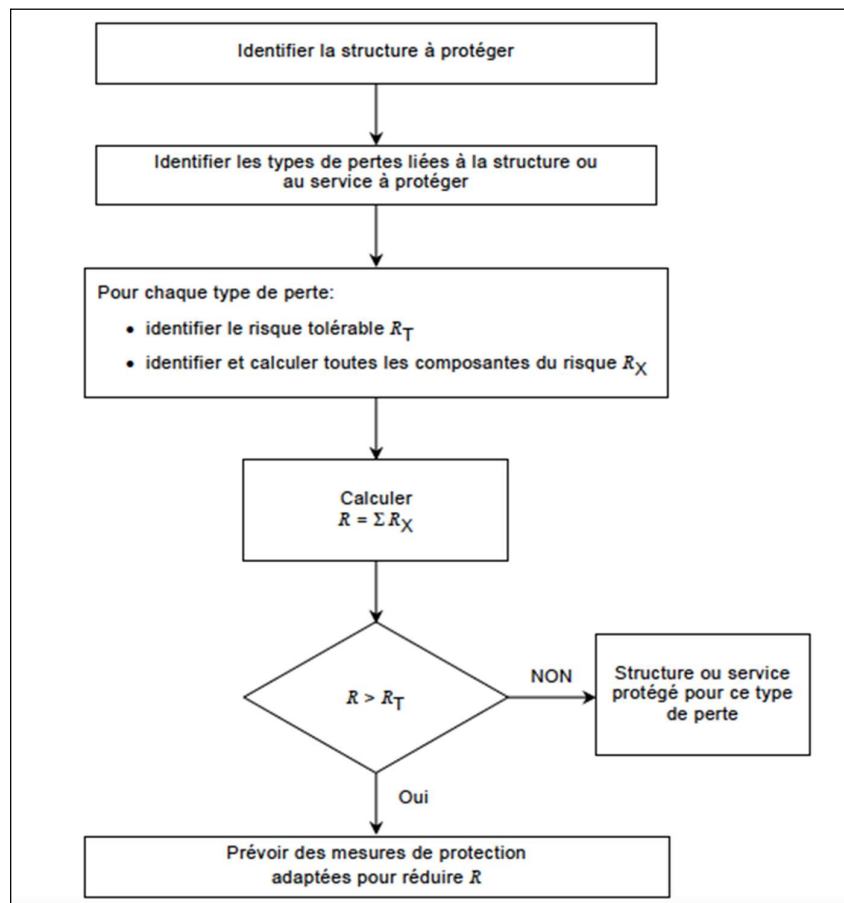 Identifier la structure à protéger
Identifier les types de pertes liées à la structure ou
au service à protéger
Pour chaque type de perte:
• identifier le risque tolérable RT
• identifier et calculer toutes les composantes du risque RX
Calculer
R = Σ RX
R > RT
NON
Structure ou service
protégé pour ce type
de perte
Oui
Prévoir des mesures de protection
adaptées pour réduire R